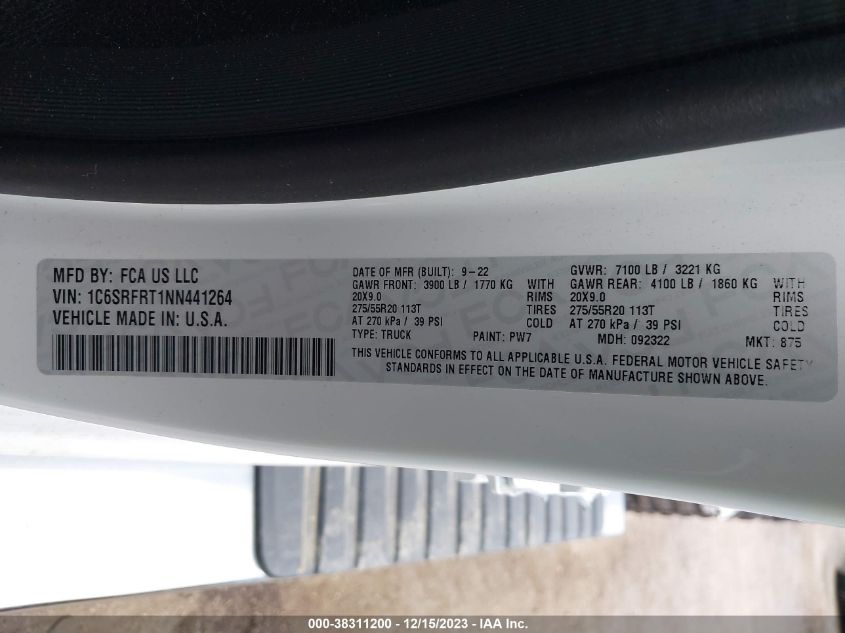 MFD BY: FCA US LLC
VIN: 1C6SRFRT1NN441264
VEHICLE MADE IN: U.S.A.
DATE OF MFR (BUILT): 9-22
GAWR FRONT: 3900 LB / 1770 KG WITH
20X9.0 RIMS
275/55R20 113T TIRES
AT 270 kPa / 39 PSI COLD
TYPE: TRUCK PAINT: PW7
GVWR: 7100 LB / 3221 KG
GAWR REAR: 4100 LB / 1860 KG WITH
20X9.0 RIMS
275/55R20 113T TIRES
AT 270 kPa / 39 PSI COLD
MDH: 092322 MKT: 875
THIS VEHICLE CONFORMS TO ALL APPLICABLE U.S.A. FEDERAL MOTOR VEHICLE SAFETY
STANDARDS IN EFFECT ON THE DATE OF MANUFACTURE SHOWN ABOVE.
000-38311200 - 12/15/2023 - IAA Inc.